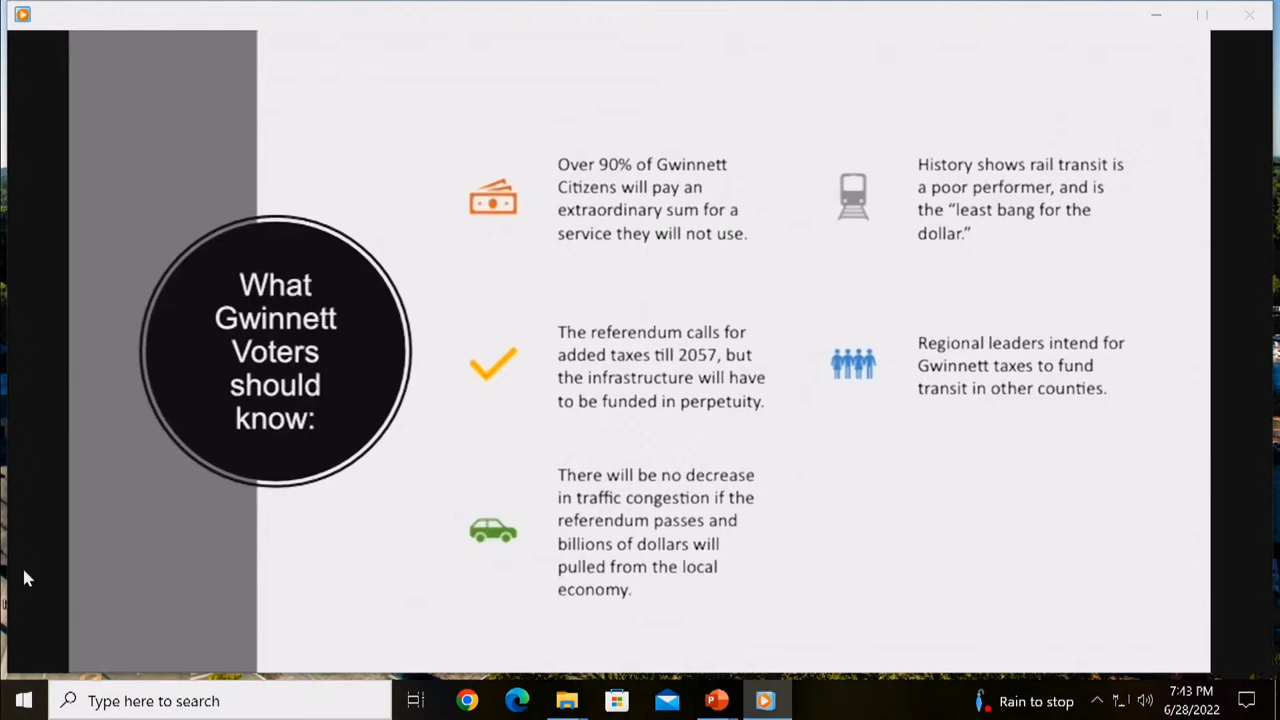 What
Gwinnett
Voters
should
know:
Over 90% of Gwinnett
Citizens will pay an
extraordinary sum for a
service they will not use.
History shows rail transit is
a poor performer, and is
the “least bang for the
dollar.”
The referendum calls for
added taxes till 2057, but
the infrastructure will have
to be funded in perpetuity.
Regional leaders intend for
Gwinnett taxes to fund
transit in other counties.
There will be no decrease
in traffic congestion if the
referendum passes and
billions of dollars will
pulled from the local
economy.
Type here to search
Rain to stop
7:43 PM
6/28/2022